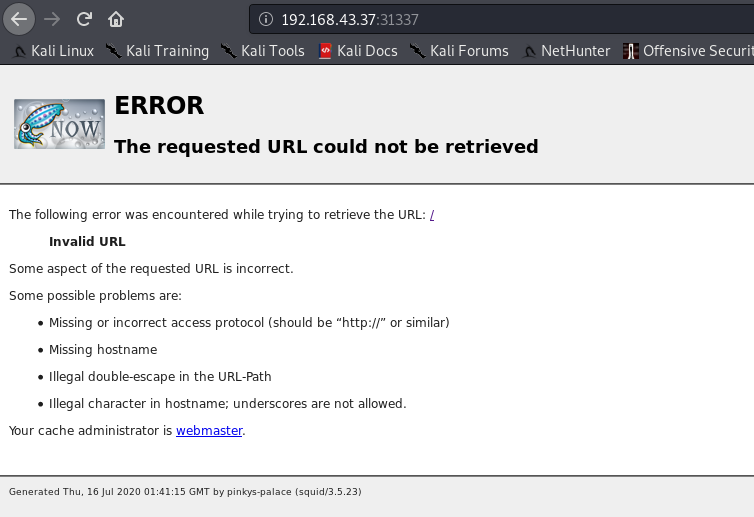 192.168.43.37:31337
Kali Linux Kali Training Kali Tools Kali Docs Kali Forums NetHunter Offensive Securit
NOW
ERROR
The requested URL could not be retrieved
The following error was encountered while trying to retrieve the URL: /
Invalid URL
Some aspect of the requested URL is incorrect.
Some possible problems are:
• Missing or incorrect access protocol (should be “http://” or similar)
• Missing hostname
• Illegal double-escape in the URL-Path
• Illegal character in hostname; underscores are not allowed.
Your cache administrator is webmaster.
Generated Thu, 16 Jul 2020 01:41:15 GMT by pinkys-palace (squid/3.5.23)